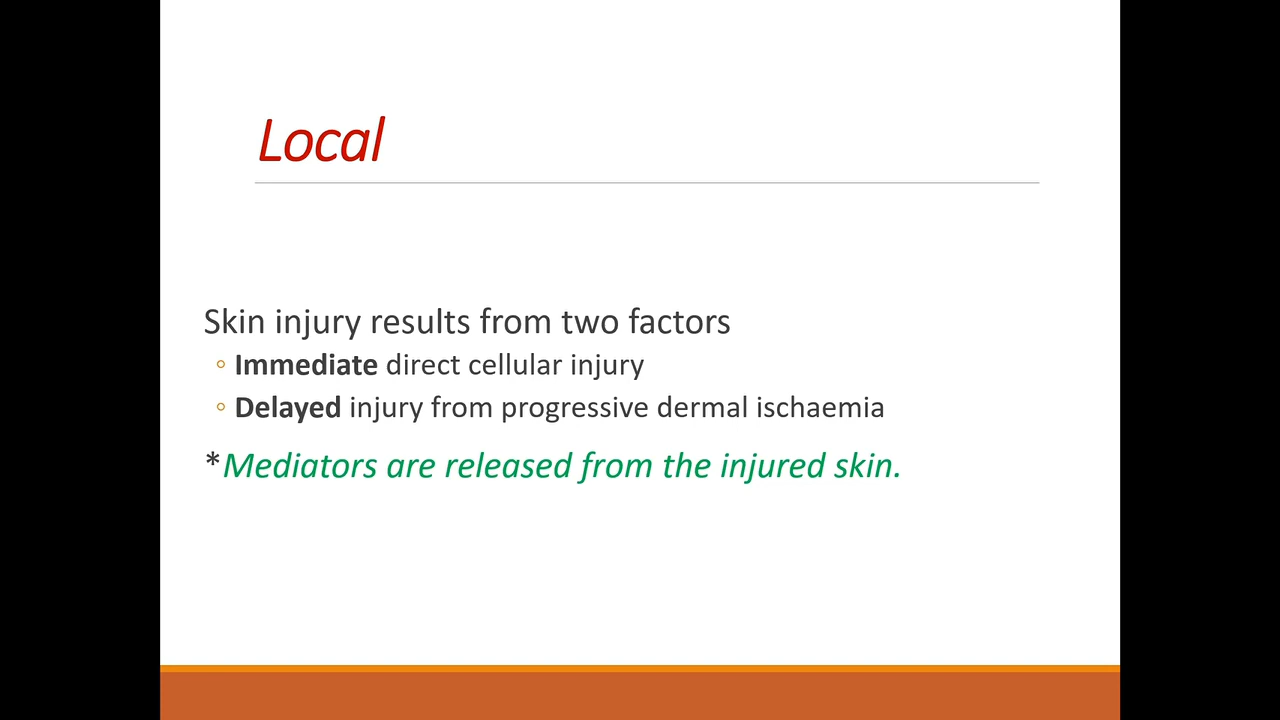 Local
Skin injury results from two factors
◦ Immediate direct cellular injury
◦ Delayed injury from progressive dermal ischaemia
*Mediators are released from the injured skin.